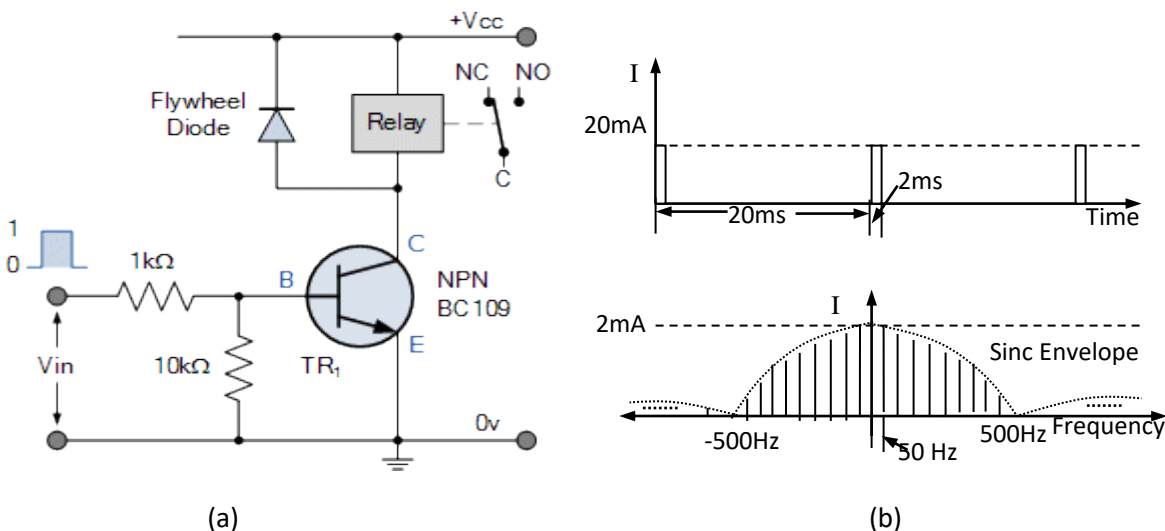 +Vcc
NC NO
Flywheel
Diode
Relay
C
1
0
1kΩ
B
C
NPN
BC109
E
TR₁
10kΩ
Vin
0v
(a)
I
20mA
2ms
20ms
Time
I
2mA
Sinc Envelope
Frequency
-500Hz
500Hz
50 Hz
(b)